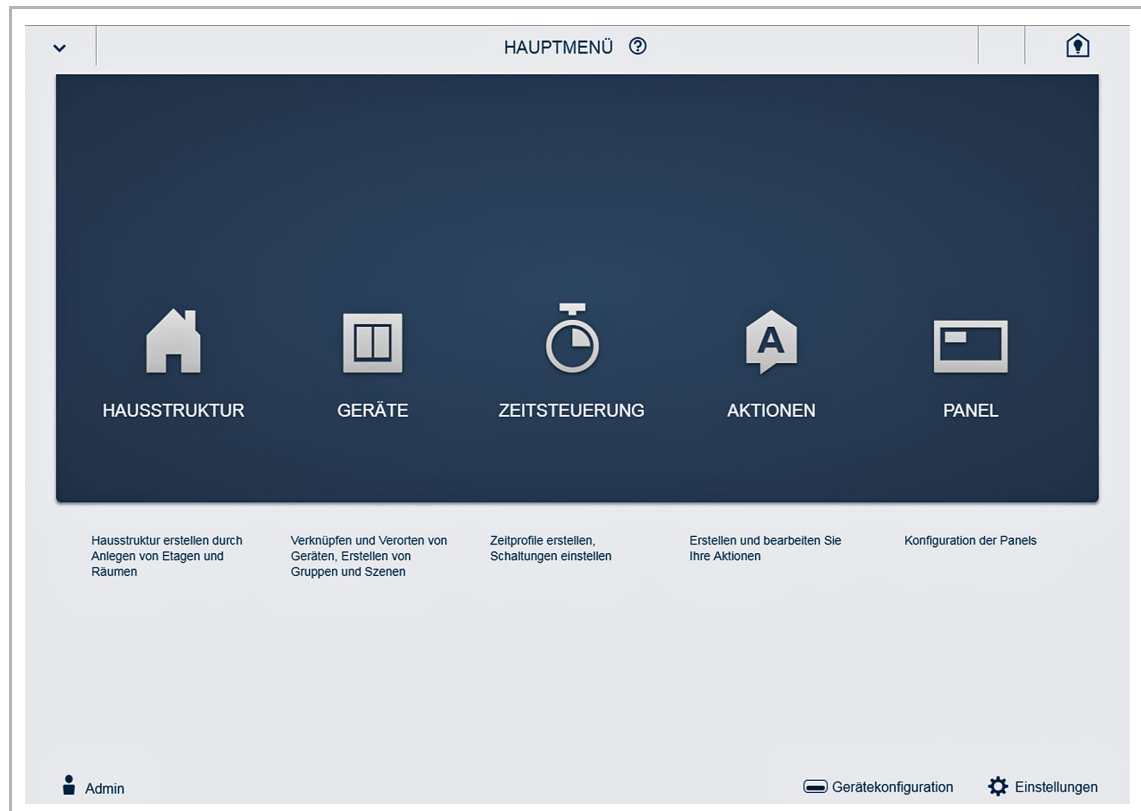 HAUPTMENÜ
HAUSSTRUKTUR
GERÄTE
ZEITSTEUERUNG
AKTIONEN
PANEL
Hausstruktur erstellen durch
Anlegen von Etagen und
Räumen
Verknüpfen und Verorten von
Geräten, Erstellen von
Gruppen und Szenen
Zeitprofile erstellen,
Schaltungen einstellen
Erstellen und bearbeiten Sie
Ihre Aktionen
Konfiguration der Panels
Admin
Gerätekonfiguration
Einstellungen